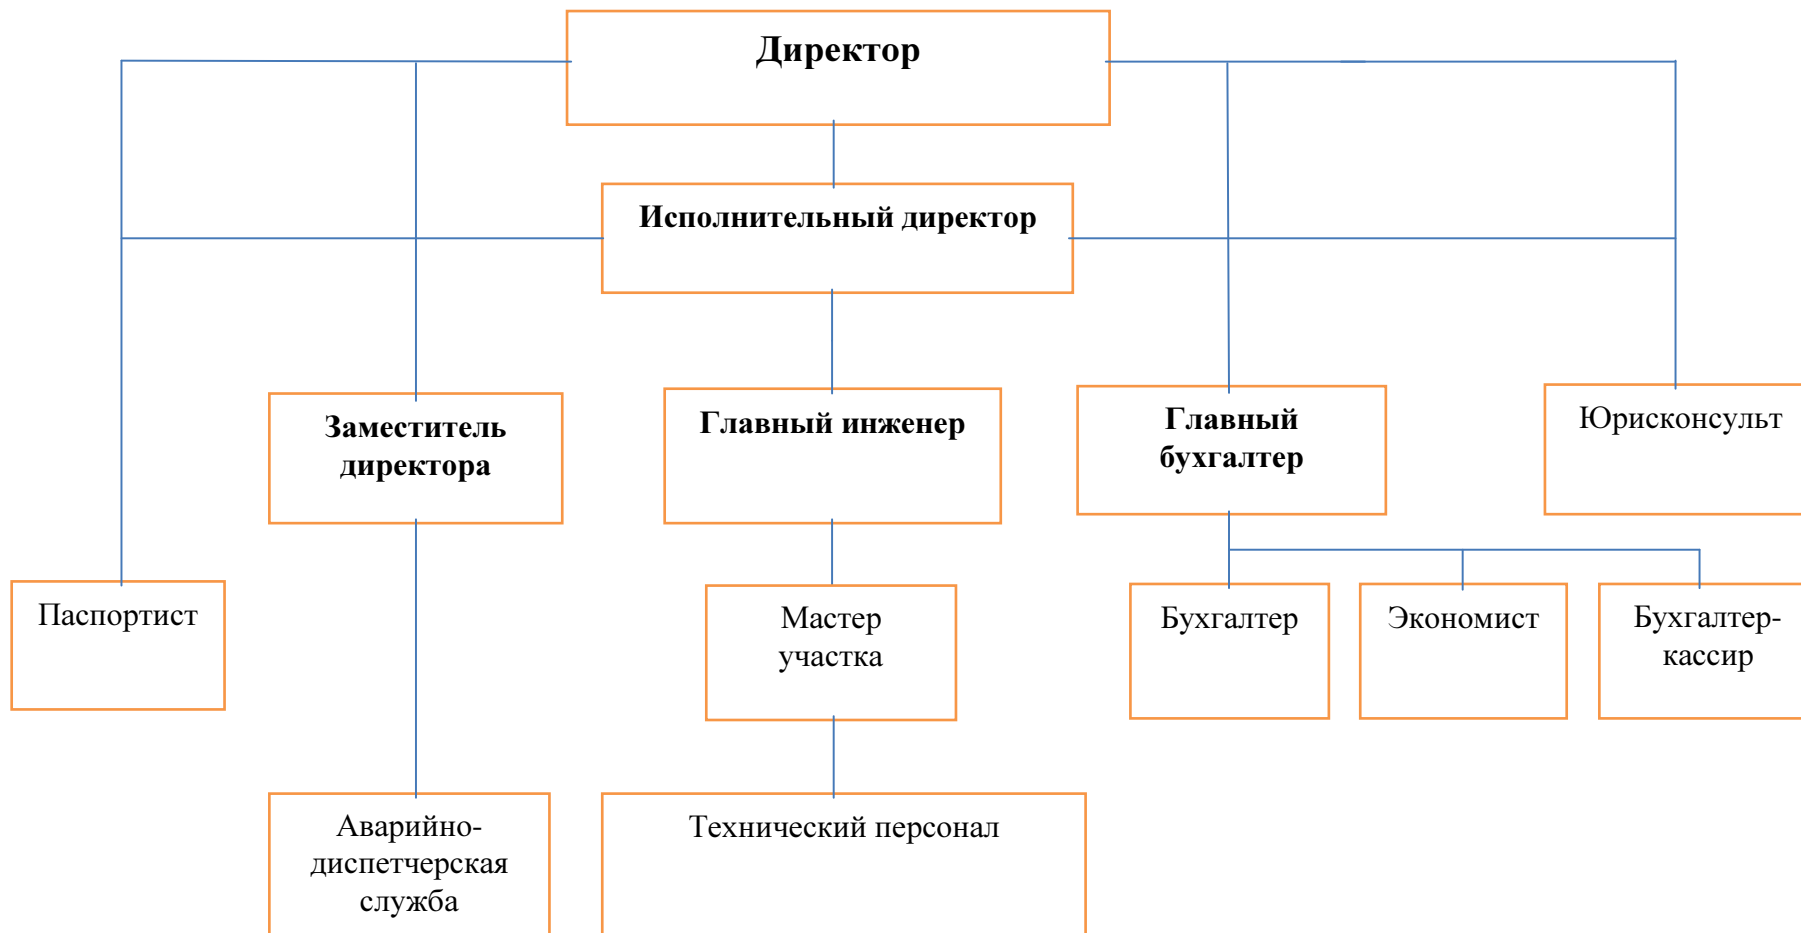 Директор
Исполнительный директор
Заместитель
директора
Главный инженер
Главный
бухгалтер
Юрисконсульт
Паспортист
Мастер
участка
Бухгалтер
Экономист
Бухгалтер-
кассир
Аварийно-
диспетчерская
служба
Технический персонал